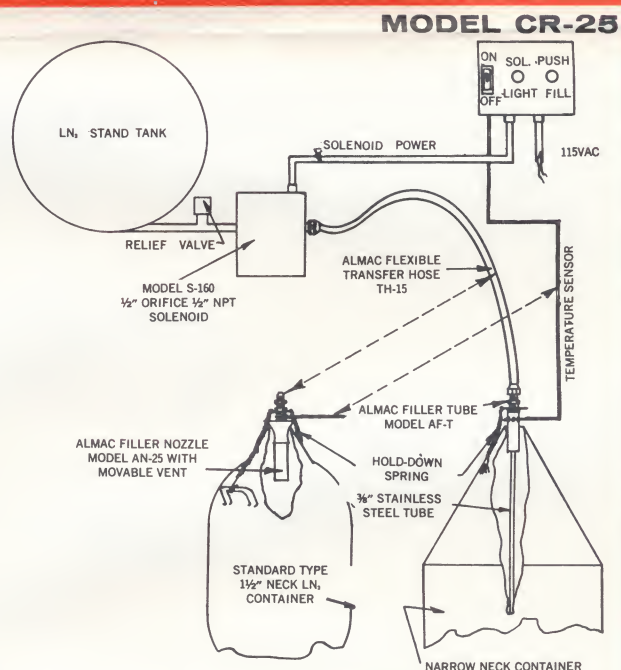 MODEL CR-25
ON SOL. PUSH
OFF LIGHT FILL
LN₂ STAND TANK
SOLENOID POWER
115VAC
RELIEF VALVE
MODEL S-160
½" ORIFICE ½" NPT
SOLENOID
ALMAC FLEXIBLE
TRANSFER HOSE
TH-15
TEMPERATURE SENSOR
ALMAC FILLER TUBE
MODEL AF-T
ALMAC FILLER NOZZLE
MODEL AN-25 WITH
MOVABLE VENT
HOLD-DOWN
SPRING
⅜" STAINLESS
STEEL TUBE
STANDARD TYPE
1½" NECK LN₂
CONTAINER
NARROW NECK CONTAINER